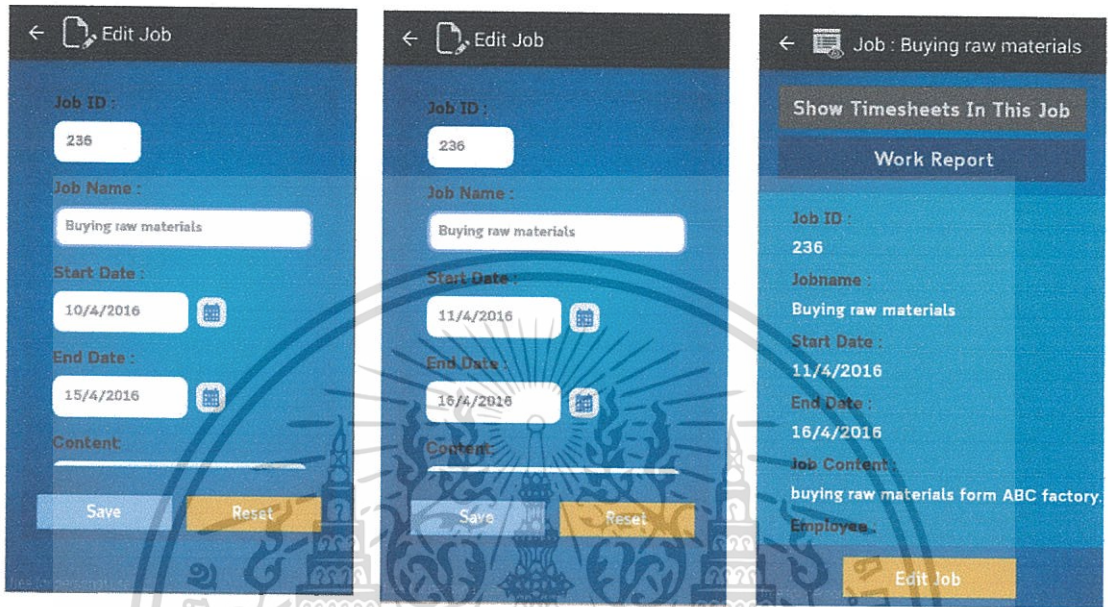 Edit Job
Job ID :
236
Job Name :
Buying raw materials
Start Date :
10/4/2016
End Date :
15/4/2016
Content:
Save Reset
Edit Job
Job ID :
236
Job Name :
Buying raw materials
Start Date :
11/4/2016
End Date :
16/4/2016
Content:
Save Reset
Job : Buying raw materials
Show Timesheets In This Job
Work Report
Job ID :
236
Jobname :
Buying raw materials
Start Date :
11/4/2016
End Date :
16/4/2016
Job Content :
buying raw materials form ABC factory.
Employee :
Edit Job